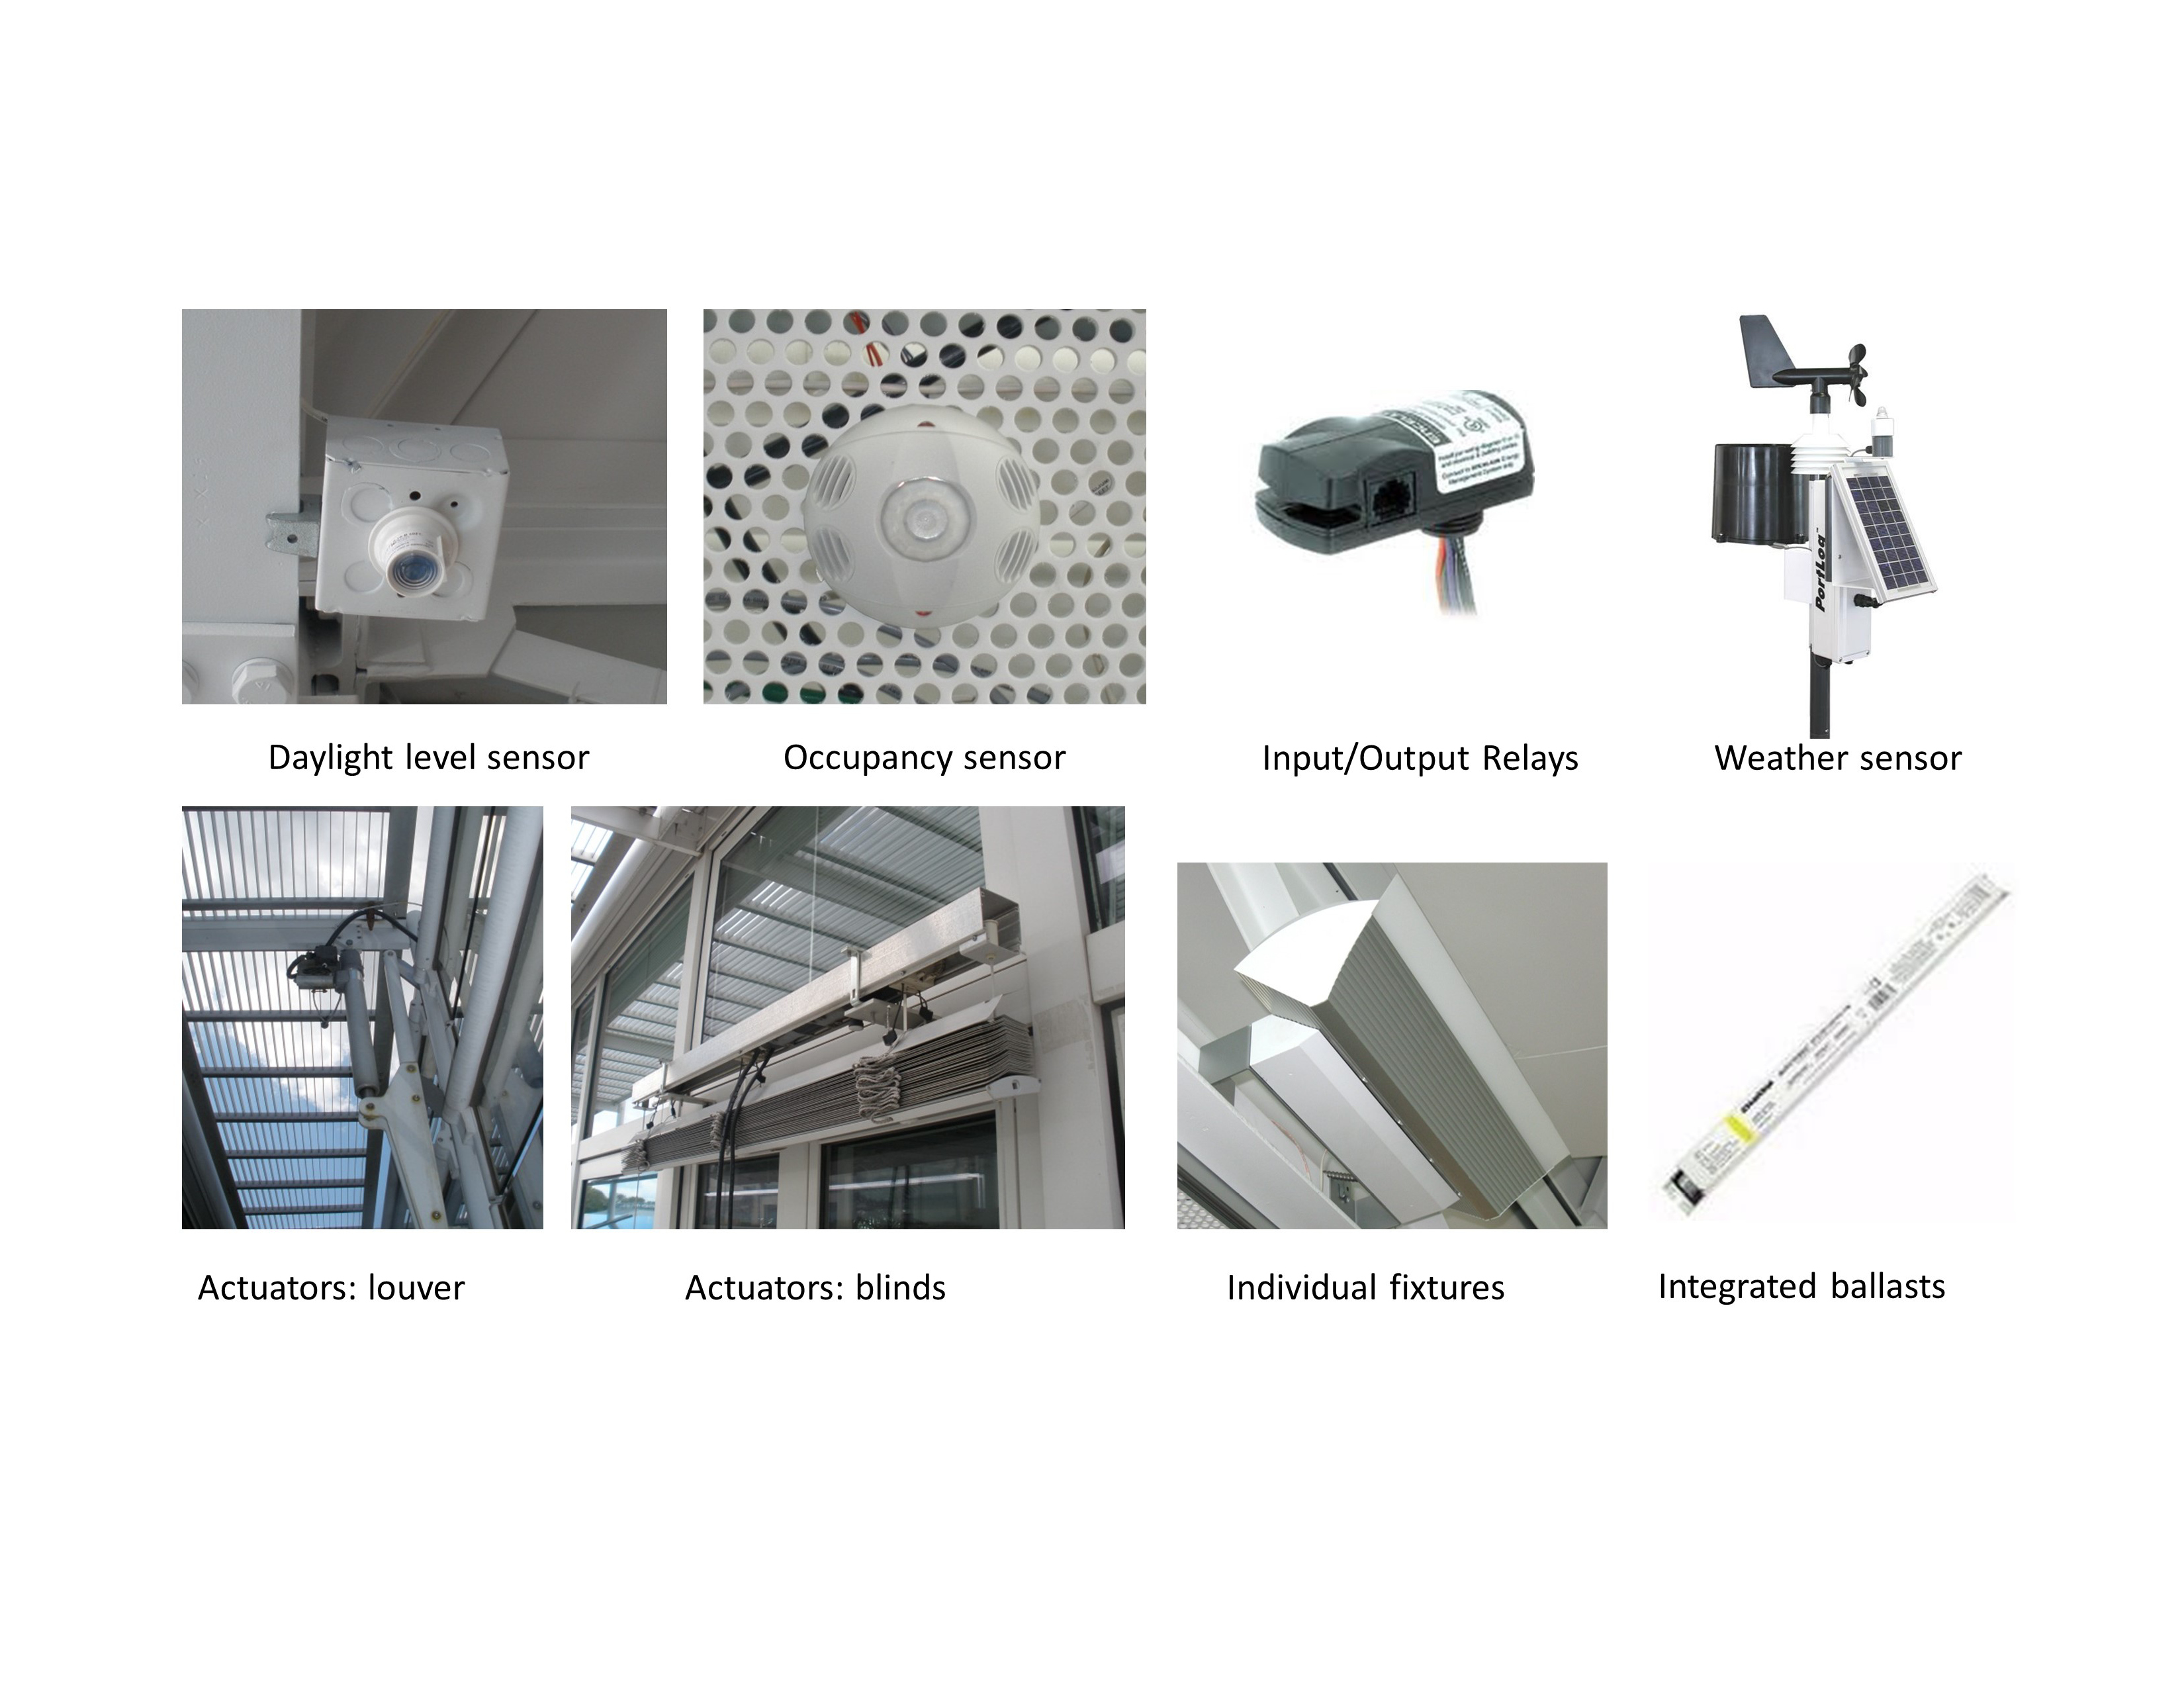 Daylight level sensor
Occupancy sensor
Input/Output Relays
PortLog
Weather sensor
Actuators: louver
Actuators: blinds
Individual fixtures
Integrated ballasts